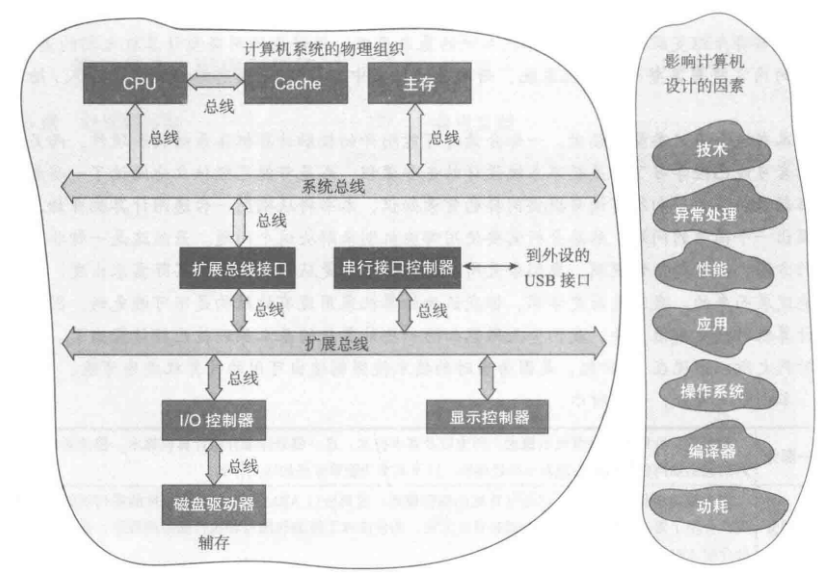 计算机系统的物理组织
CPU
Cache
主存
总线
总线
总线
系统总线
总线
扩展总线接口
串行接口控制器
到外设的
USB 接口
总线
总线
扩展总线
总线
I/O 控制器
显示控制器
总线
磁盘驱动器
辅存
影响计算机
设计的因素
技术
异常处理
性能
应用
操作系统
编译器
功耗